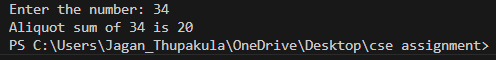 Enter the number: 34
Aliquot sum of 34 is 20
PS C:\Users\Jagan_Thupakula\OneDrive\Desktop\cse assignment>